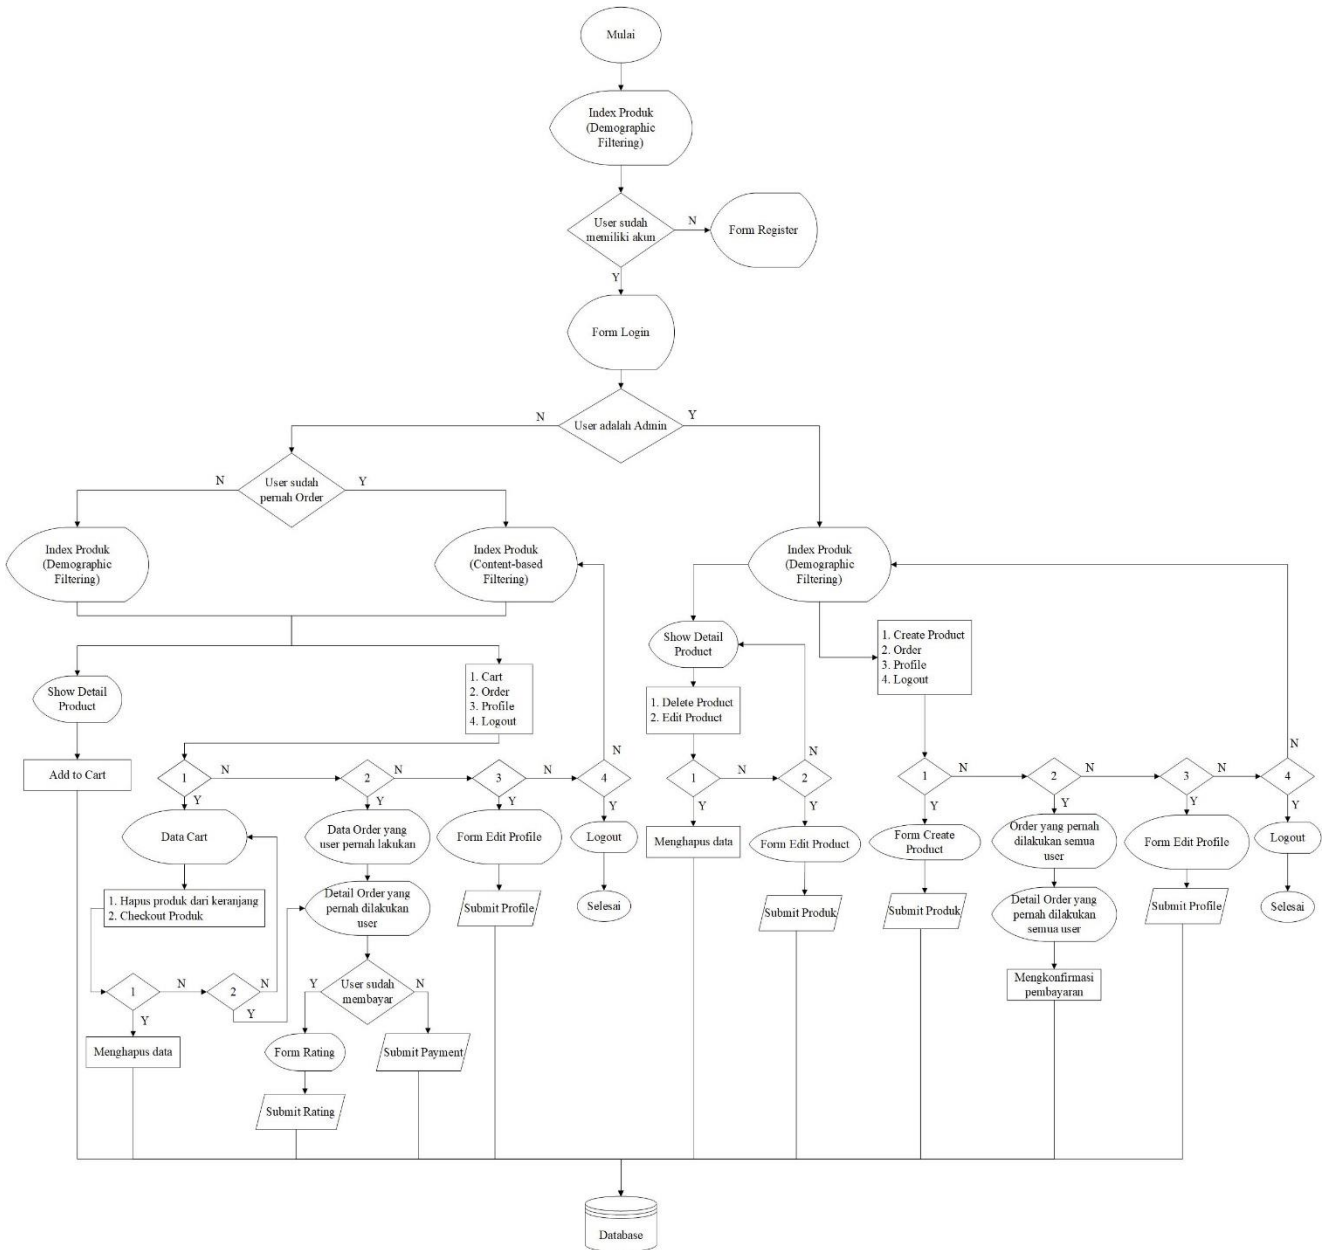 Mulai
Index Produk
(Demographic
Filtering)
User sudah
memiliki akun
N
Form Register
Y
Form Login
User adalah Admin
N
Y
User sudah
pernah Order
N
Y
Index Produk
(Demographic
Filtering)
Index Produk
(Content-based
Filtering)
Index Produk
(Demographic
Filtering)
Show Detail
Product
1. Cart
2. Order
3. Profile
4. Logout
Show Detail
Product
1. Create Product
2. Order
3. Profile
4. Logout
1. Delete Product
2. Edit Product
Add to Cart
1
N
2
N
3
N
4
N
Y
Y
Y
Y
1
N
2
N
Y
Y
1
N
2
N
3
N
4
N
Y
Y
Y
Y
Data Cart
Data Order yang
user pernah lakukan
Form Edit Profile
Logout
Menghapus data
Form Edit Product
Form Create
Product
Order yang pernah
dilakukan semua
user
Form Edit Profile
Logout
1. Hapus produk dari keranjang
2. Checkout Produk
Detail Order yang
pernah dilakukan
user
Submit Profile
Selesai
Submit Produk
Submit Produk
Detail Order yang
pernah dilakukan
semua user
Submit Profile
Selesai
1
N
2
N
Y
Y
User sudah
membayar
Y
N
Mengkonfirmasi
pembayaran
Menghapus data
Form Rating
Submit Payment
Submit Rating
Database